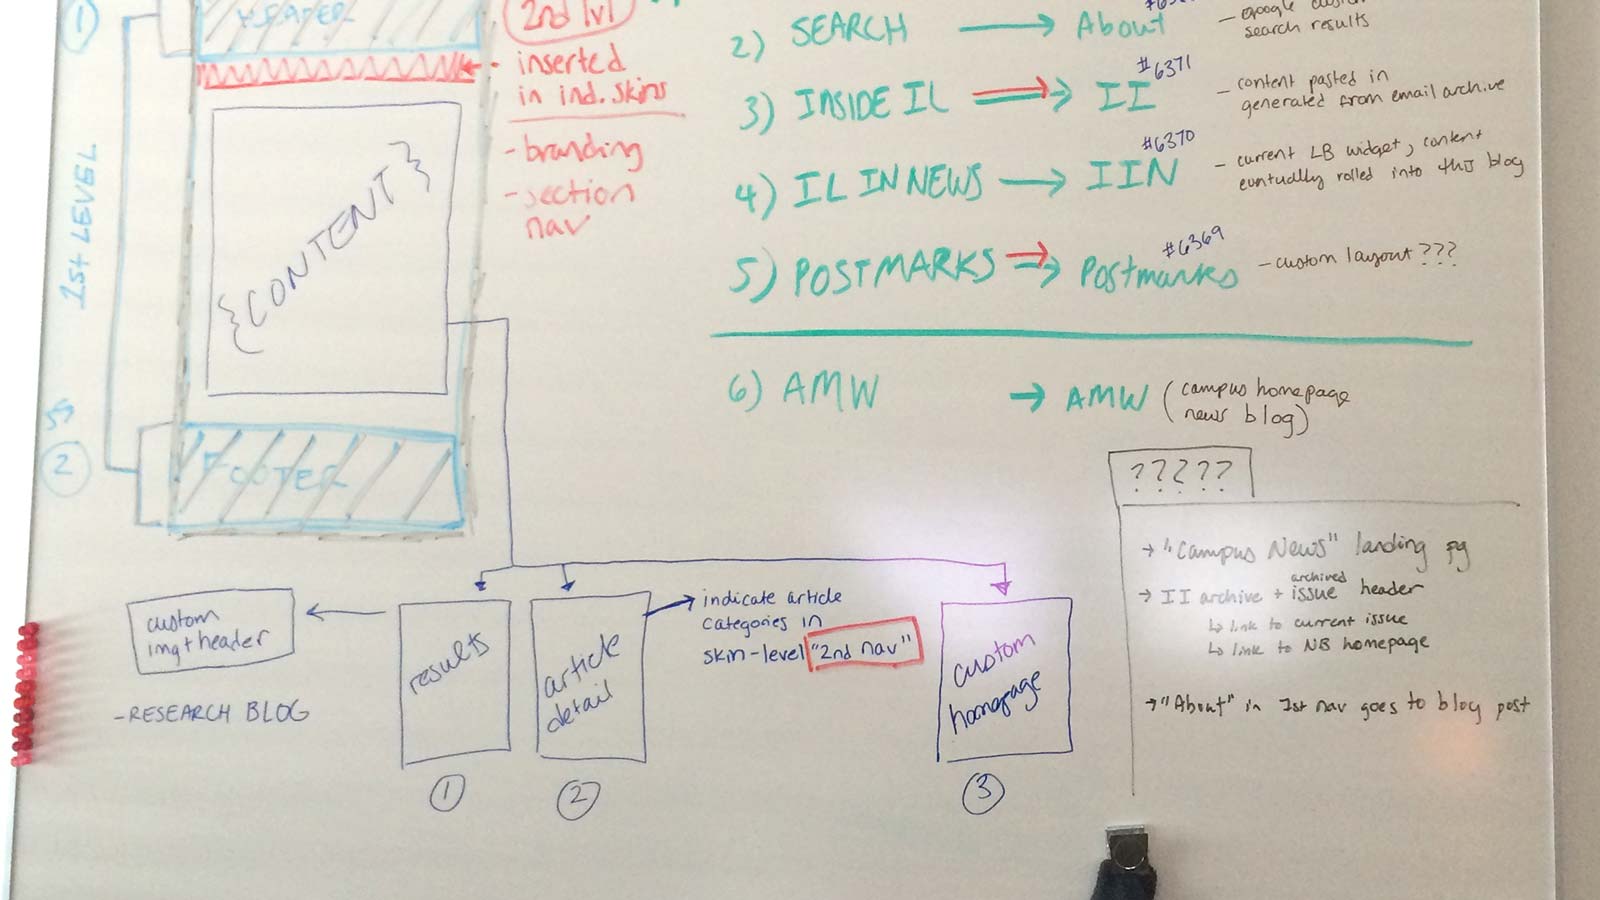 1
HEADER
2nd lvl
inserted
in ind. skins
- branding
- section
nav
1st LEVEL
{CONTENT}
2
FOOTER
2) SEARCH → About
- google
search results
3) INSIDE IL → II #6371
- content pasted in
generated from email archive
4) IL IN NEWS → IIN #6370
- current LB widget, content
eventually rolled into this blog
5) POSTMARKS → Postmarks #6369
- custom layout ???
6) AMW → AMW (campus homepage
news blog)
?????
→ "Campus News" landing pg
→ II archive + archived issue header
↳ link to current issue
↳ link to NB homepage
→ "About" in 1st nav goes to blog post
custom
img + header
- RESEARCH BLOG
results
1
article
detail
2
indicate article
categories in
skin-level "2nd nav"
custom
homepage
3